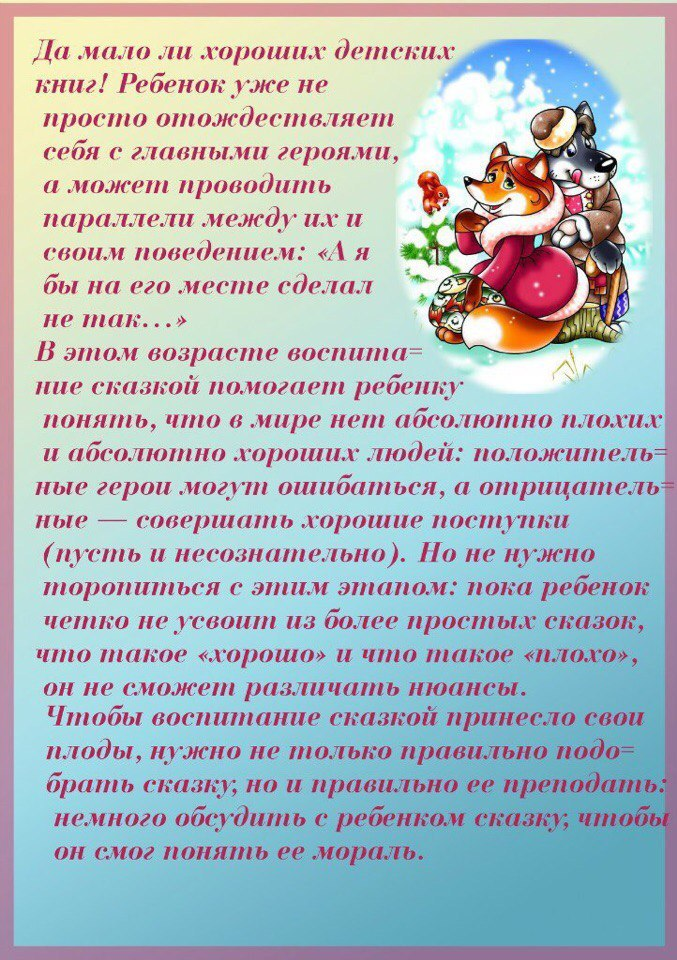 Да мало ли хороших детских
книг! Ребенок уже не
просто отождествляет
себя с главными героями,
а может проводить
параллели между их и
своим поведением: «А я
бы на его месте сделал
не так…»
В этом возрасте воспита=
ние сказкой помогает ребенку
понять, что в мире нет абсолютно плохих
и абсолютно хороших людей: положитель=
ные герои могут ошибаться, а отрицатель=
ные — совершать хорошие поступки
(пусть и несознательно). Но не нужно
торопиться с этим этапом: пока ребенок
четко не усвоит из более простых сказок,
что такое «хорошо» и что такое «плохо»,
он не сможет различать нюансы.
Чтобы воспитание сказкой принесло свои
плоды, нужно не только правильно подо=
брать сказку, но и правильно ее преподать:
немного обсудить с ребенком сказку, чтобы
он смог понять ее мораль.